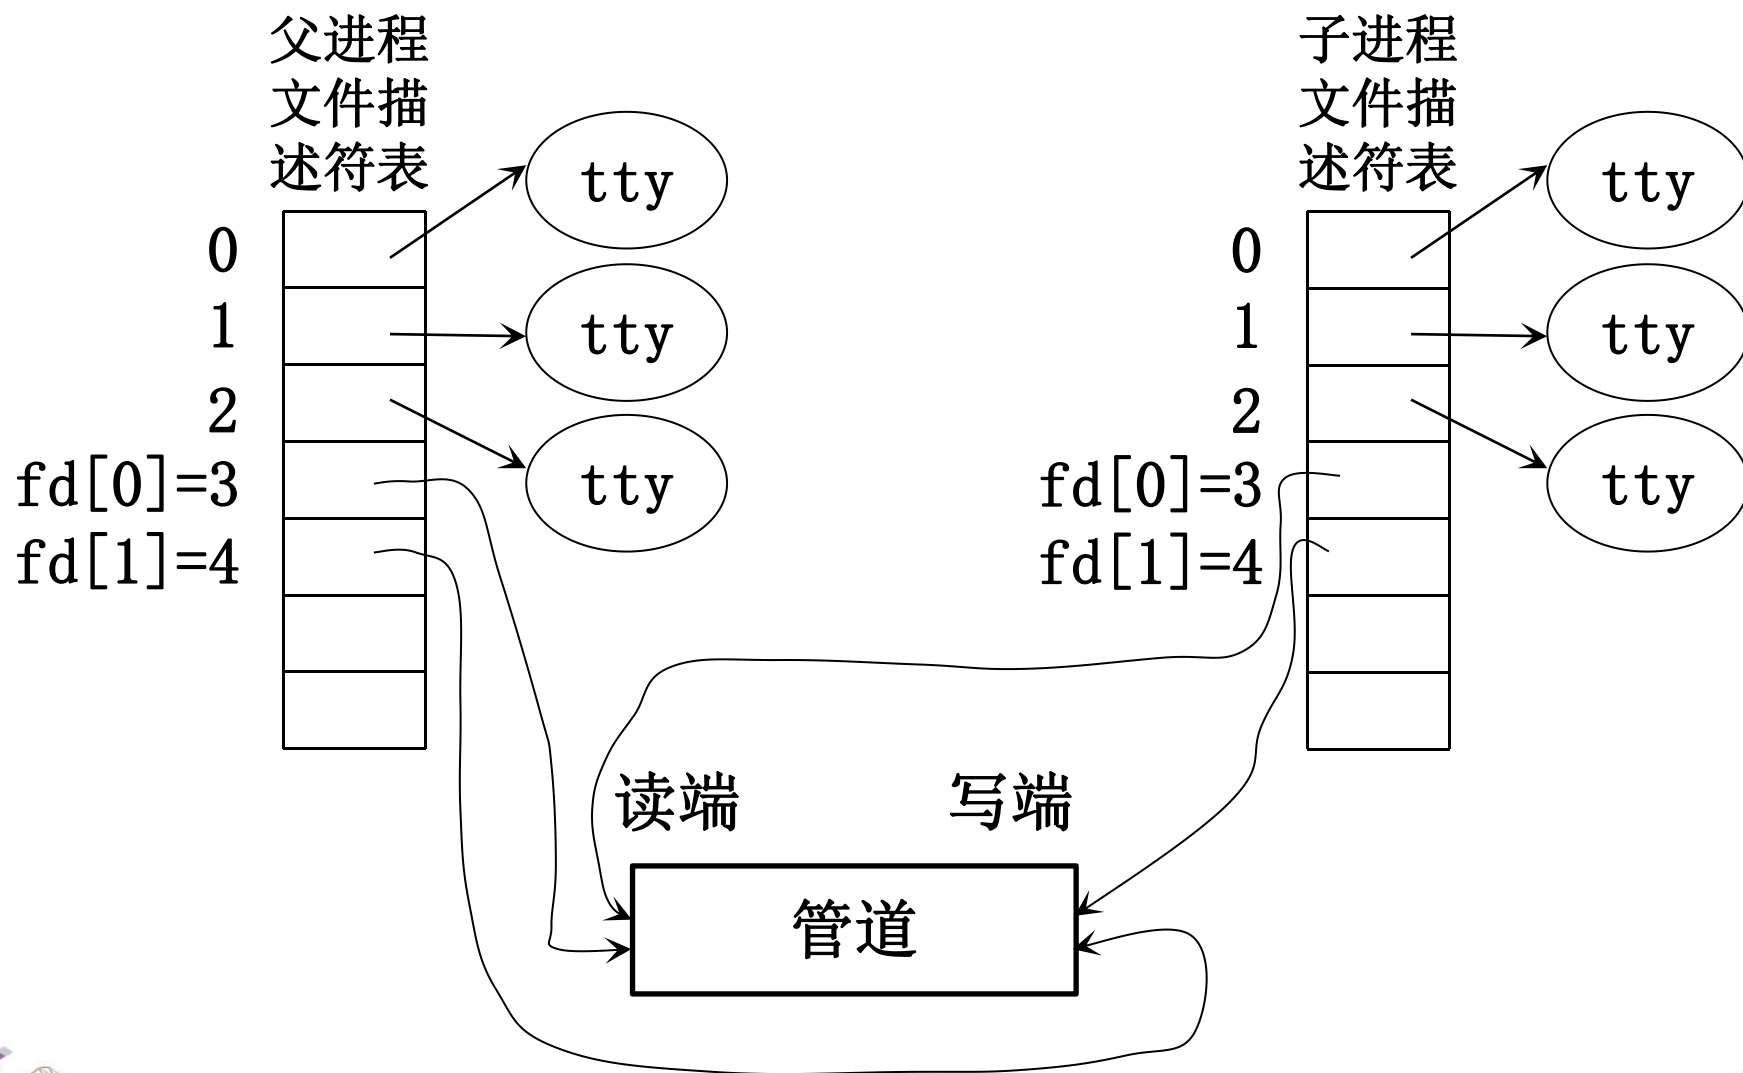 父进程
文件描
述符表
0
1
2
fd[0]=3
fd[1]=4
tty
tty
tty
子进程
文件描
述符表
0
1
2
fd[0]=3
fd[1]=4
tty
tty
tty
读端
写端
管道